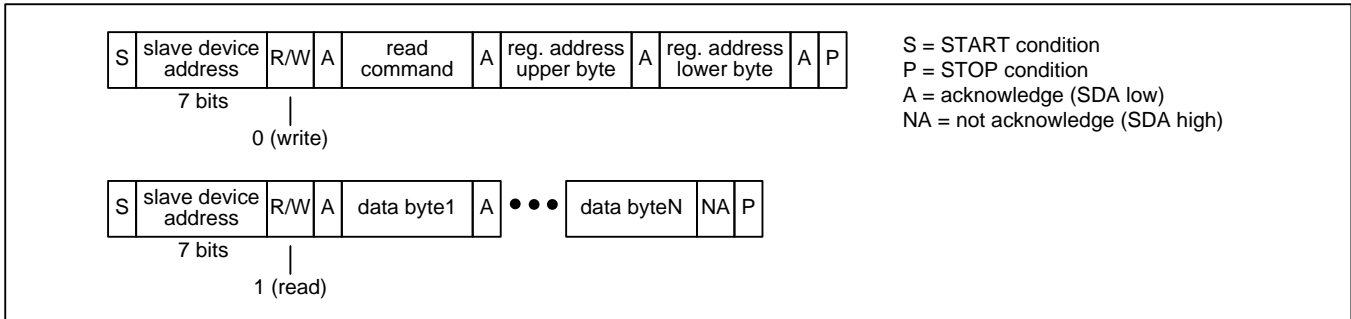 S slave device address R/W A read command A reg. address upper byte A reg. address lower byte A P
7 bits
0 (write)
S = START condition
P = STOP condition
A = acknowledge (SDA low)
NA = not acknowledge (SDA high)
S slave device address R/W A data byte1 A ••• data byteN NA P
7 bits
1 (read)